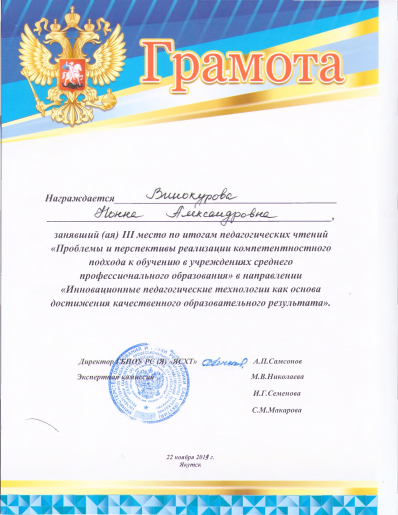 Грамота
Награждается Винокурова
Нонна Александровна,
занявший (ая) III место по итогам педагогических чтений
«Проблемы и перспективы реализации компетентностного
подхода к обучению в учреждениях среднего
профессионального образования» в направлении
«Инновационные педагогические технологии как основа
достижения качественного образовательного результата».
Директор ГБПОУ РС (Я) «ЯСХТ» А.П.Самсонов
Экспертная комиссия М.В.Николаева
И.Г.Семенова
С.М.Макарова
22 ноября
Якутск